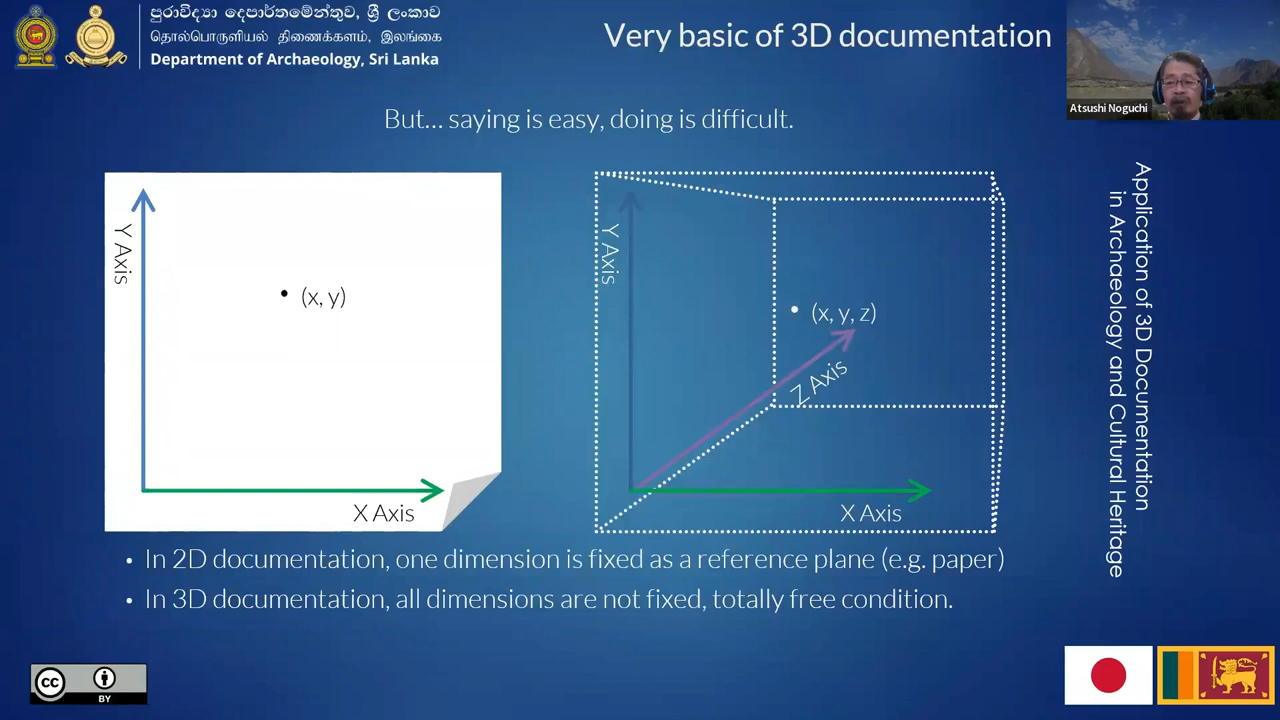 පුරාවිද්‍යා දෙපාර්තමේන්තුව, ශ්‍රී ලංකාව
தொல்பொருளியல் திணைக்களம், இலங்கை
Department of Archaeology, Sri Lanka
Very basic of 3D documentation
Atsushi Noguchi
But... saying is easy, doing is difficult.
Y Axis
(x, y)
X Axis
Y Axis
(x, y, z)
Z Axis
X Axis
Application of 3D Documentation
in Archaeology and Cultural Heritage
• In 2D documentation, one dimension is fixed as a reference plane (e.g. paper)
• In 3D documentation, all dimensions are not fixed, totally free condition.
cc
BY